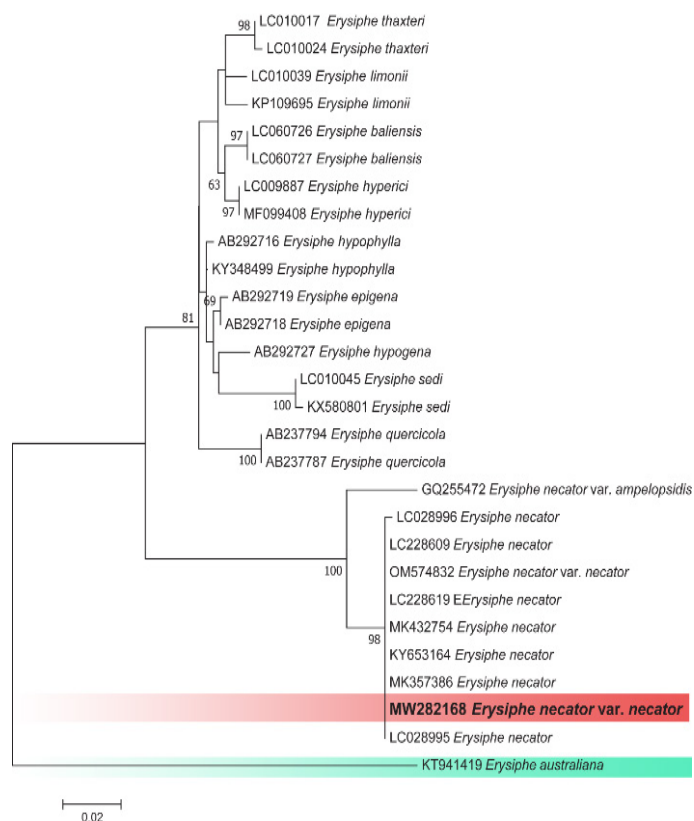 LC010017 Erysiphe thaxteri
98
LC010024 Erysiphe thaxteri
LC010039 Erysiphe limonii
KP109695 Erysiphe limonii
LC060726 Erysiphe baliensis
97
LC060727 Erysiphe baliensis
63
LC009887 Erysiphe hyperici
97
MF099408 Erysiphe hyperici
AB292716 Erysiphe hypophylla
KY348499 Erysiphe hypophylla
AB292719 Erysiphe epigena
69
81
AB292718 Erysiphe epigena
AB292727 Erysiphe hypogena
LC010045 Erysiphe sedi
100
KX580801 Erysiphe sedi
AB237794 Erysiphe quercicola
100
AB237787 Erysiphe quercicola
GQ255472 Erysiphe necator var. ampelopsidis
LC028996 Erysiphe necator
LC228609 Erysiphe necator
100
OM574832 Erysiphe necator var. necator
LC228619 EErysiphe necator
MK432754 Erysiphe necator
98
KY653164 Erysiphe necator
MK357386 Erysiphe necator
MW282168 Erysiphe necator var. necator
LC028995 Erysiphe necator
KT941419 Erysiphe australiana
0.02